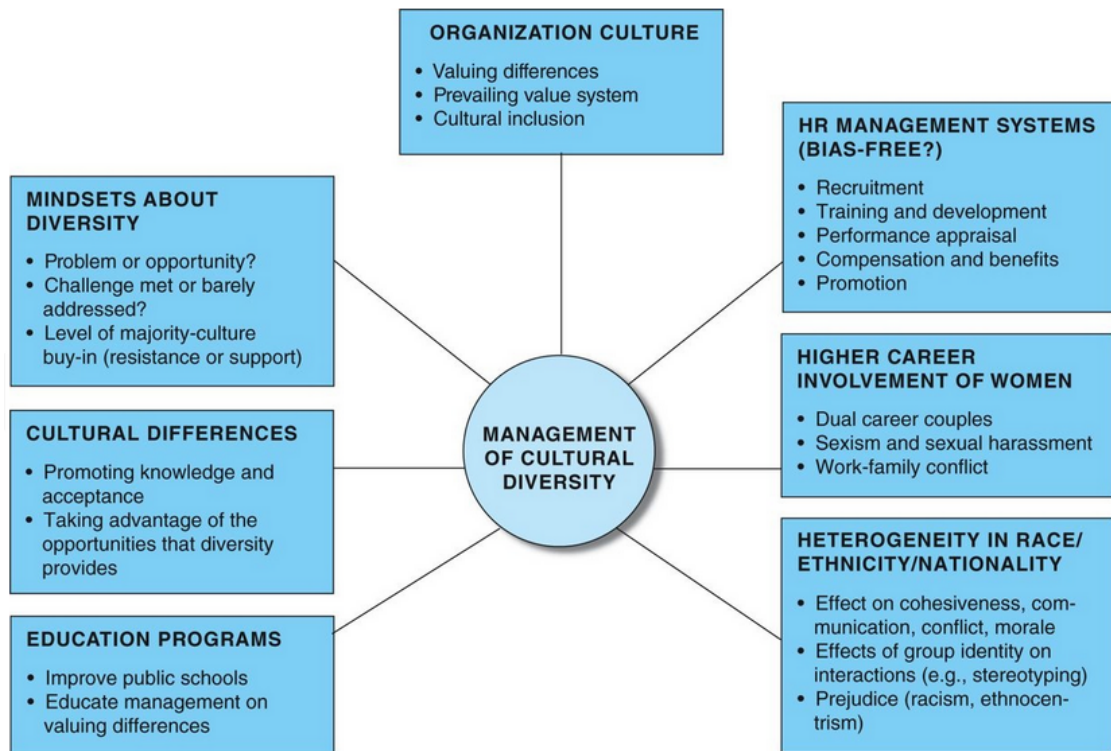 ORGANIZATION CULTURE
• Valuing differences
• Prevailing value system
• Cultural inclusion
HR MANAGEMENT SYSTEMS
(BIAS-FREE?)
• Recruitment
• Training and development
• Performance appraisal
• Compensation and benefits
• Promotion
MINDSETS ABOUT
DIVERSITY
• Problem or opportunity?
• Challenge met or barely
addressed?
• Level of majority-culture
buy-in (resistance or support)
HIGHER CAREER
INVOLVEMENT OF WOMEN
• Dual career couples
• Sexism and sexual harassment
• Work-family conflict
MANAGEMENT
OF CULTURAL
DIVERSITY
CULTURAL DIFFERENCES
• Promoting knowledge and
acceptance
• Taking advantage of the
opportunities that diversity
provides
HETEROGENEITY IN RACE/
ETHNICITY/NATIONALITY
• Effect on cohesiveness, com-
munication, conflict, morale
• Effects of group identity on
interactions (e.g., stereotyping)
• Prejudice (racism, ethnocen-
trism)
EDUCATION PROGRAMS
• Improve public schools
• Educate management on
valuing differences